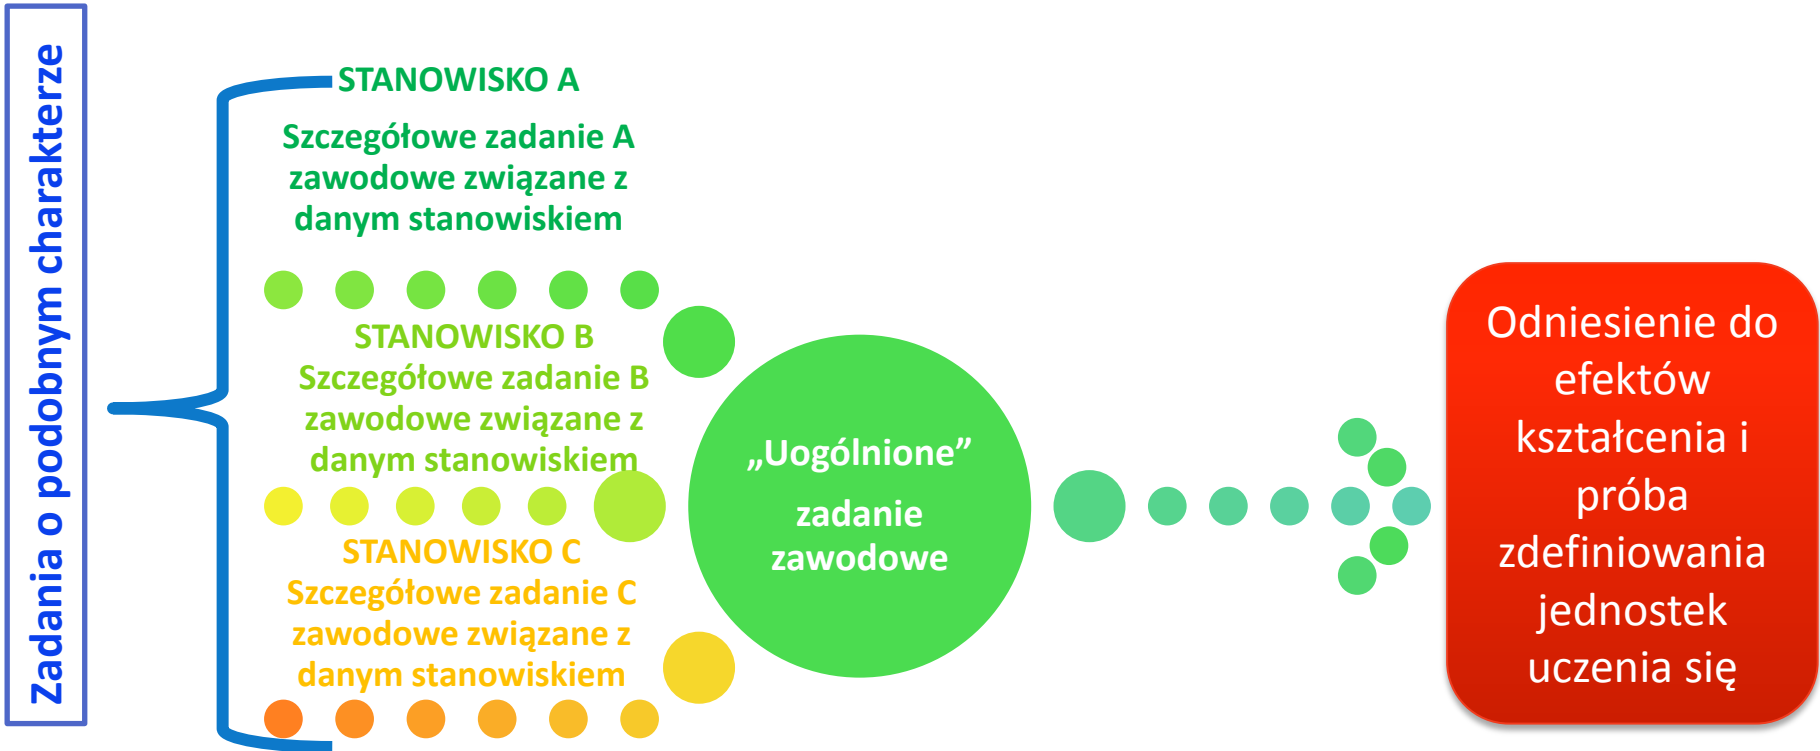 Zadania o podobnym charakterze
STANOWISKO A
Szczegółowe zadanie A
zawodowe związane z
danym stanowiskiem
STANOWISKO B
Szczegółowe zadanie B
zawodowe związane z
danym stanowiskiem
STANOWISKO C
Szczegółowe zadanie C
zawodowe związane z
danym stanowiskiem
„Uogólnione”
zadanie
zawodowe
Odniesienie do
efektów
kształcenia i
próba
zdefiniowania
jednostek
uczenia się